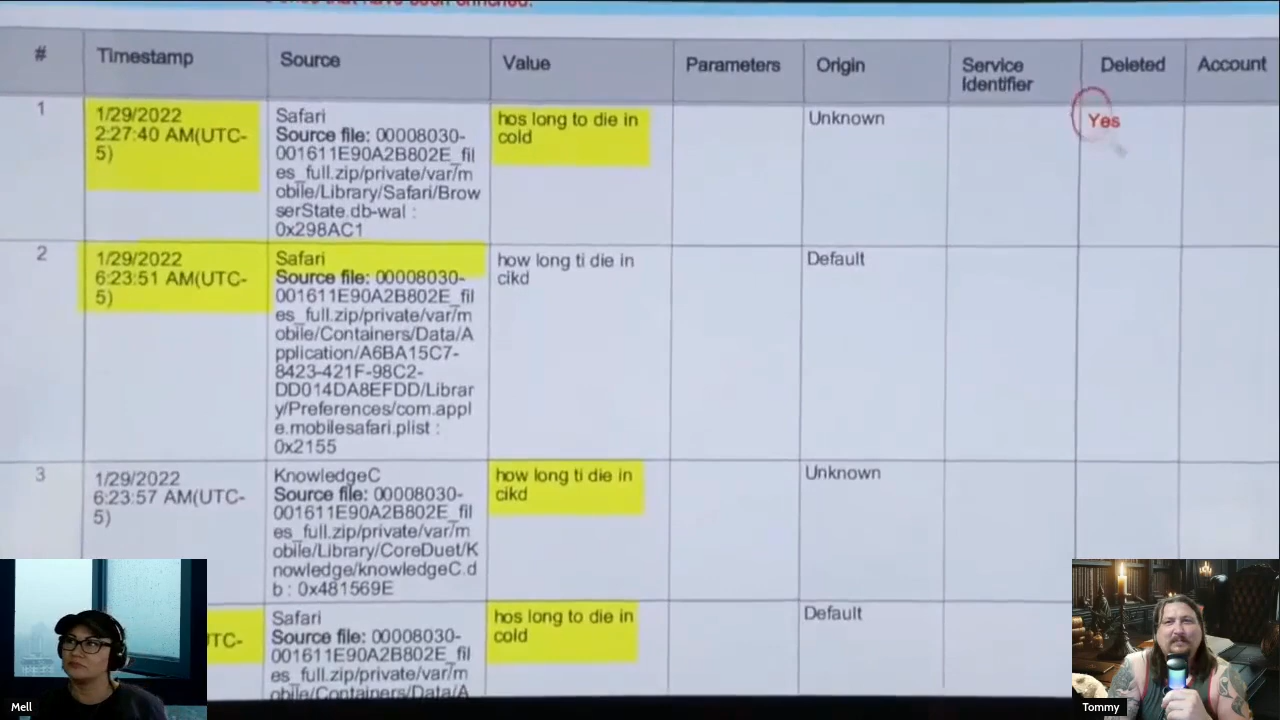 # Timestamp Source Value Parameters Origin Service Identifier Deleted Account
1
1/29/2022
2:27:40 AM(UTC-
5)
Safari
Source file: 00008030-
001611E90A2B802E_fil
es_full.zip/private/var/m
obile/Library/Safari/Brow
serState.db-wal :
0x298AC1
hos long to die in
cold
Unknown
Yes
2
1/29/2022
6:23:51 AM(UTC-
5)
Safari
Source file: 00008030-
001611E90A2B802E_fil
es_full.zip/private/var/m
obile/Containers/Data/A
pplication/A6BA15C7-
8423-421F-98C2-
DD014DA8EFDD/Librar
y/Preferences/com.appl
e.mobilesafari.plist :
0x2155
how long ti die in
cikd
Default
3
1/29/2022
6:23:57 AM(UTC-
5)
KnowledgeC
Source file: 00008030-
001611E90A2B802E_fil
es_full.zip/private/var/m
obile/Library/CoreDuet/K
nowledge/knowledgeC.d
b : 0x481569E
how long ti die in
cikd
Unknown
UTC-
Safari
Source file: 00008030-
001611E90A2B802E_fil
es_full.zip/private/var/m
obile/Containers/Data/A
hos long to die in
cold
Default
Mell
Tommy